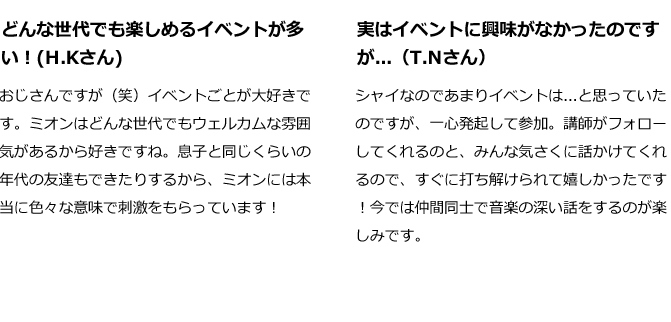 どんな世代でも楽しめるイベントが多
い！(H.Kさん)
おじさんですが（笑）イベントごとが大好きで
す。ミオンはどんな世代でもウェルカムな雰囲
気があるから好きですね。息子と同じくらいの
年代の友達もできたりするから、ミオンには本
当に色々な意味で刺激をもらっています！
実はイベントに興味がなかったのです
が…（T.Nさん）
シャイなのであまりイベントは…と思っていた
のですが、一心発起して参加。講師がフォロー
してくれるのと、みんな気さくに話かけてくれ
るので、すぐに打ち解けられて嬉しかったです
！今では仲間同士で音楽の深い話をするのが楽
しみです。